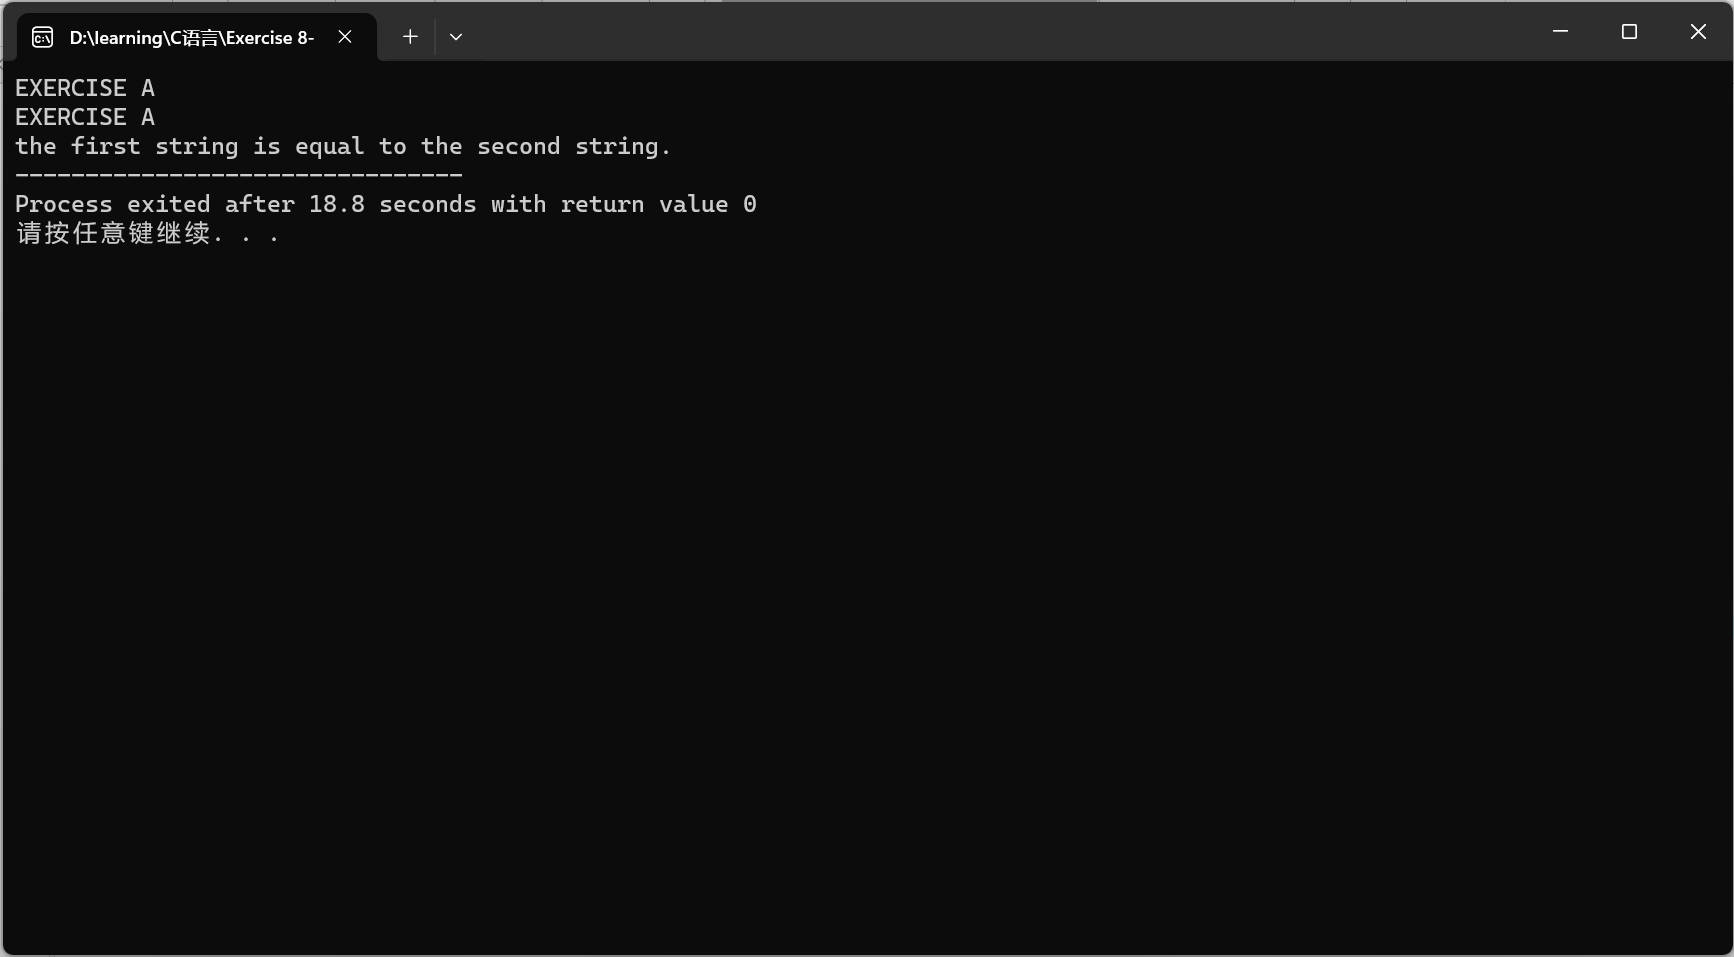 D:\learning\C语言\Exercise 8-
EXERCISE A
EXERCISE A
the first string is equal to the second string.
--------------------------------
Process exited after 18.8 seconds with return value 0
请按任意键继续. . .